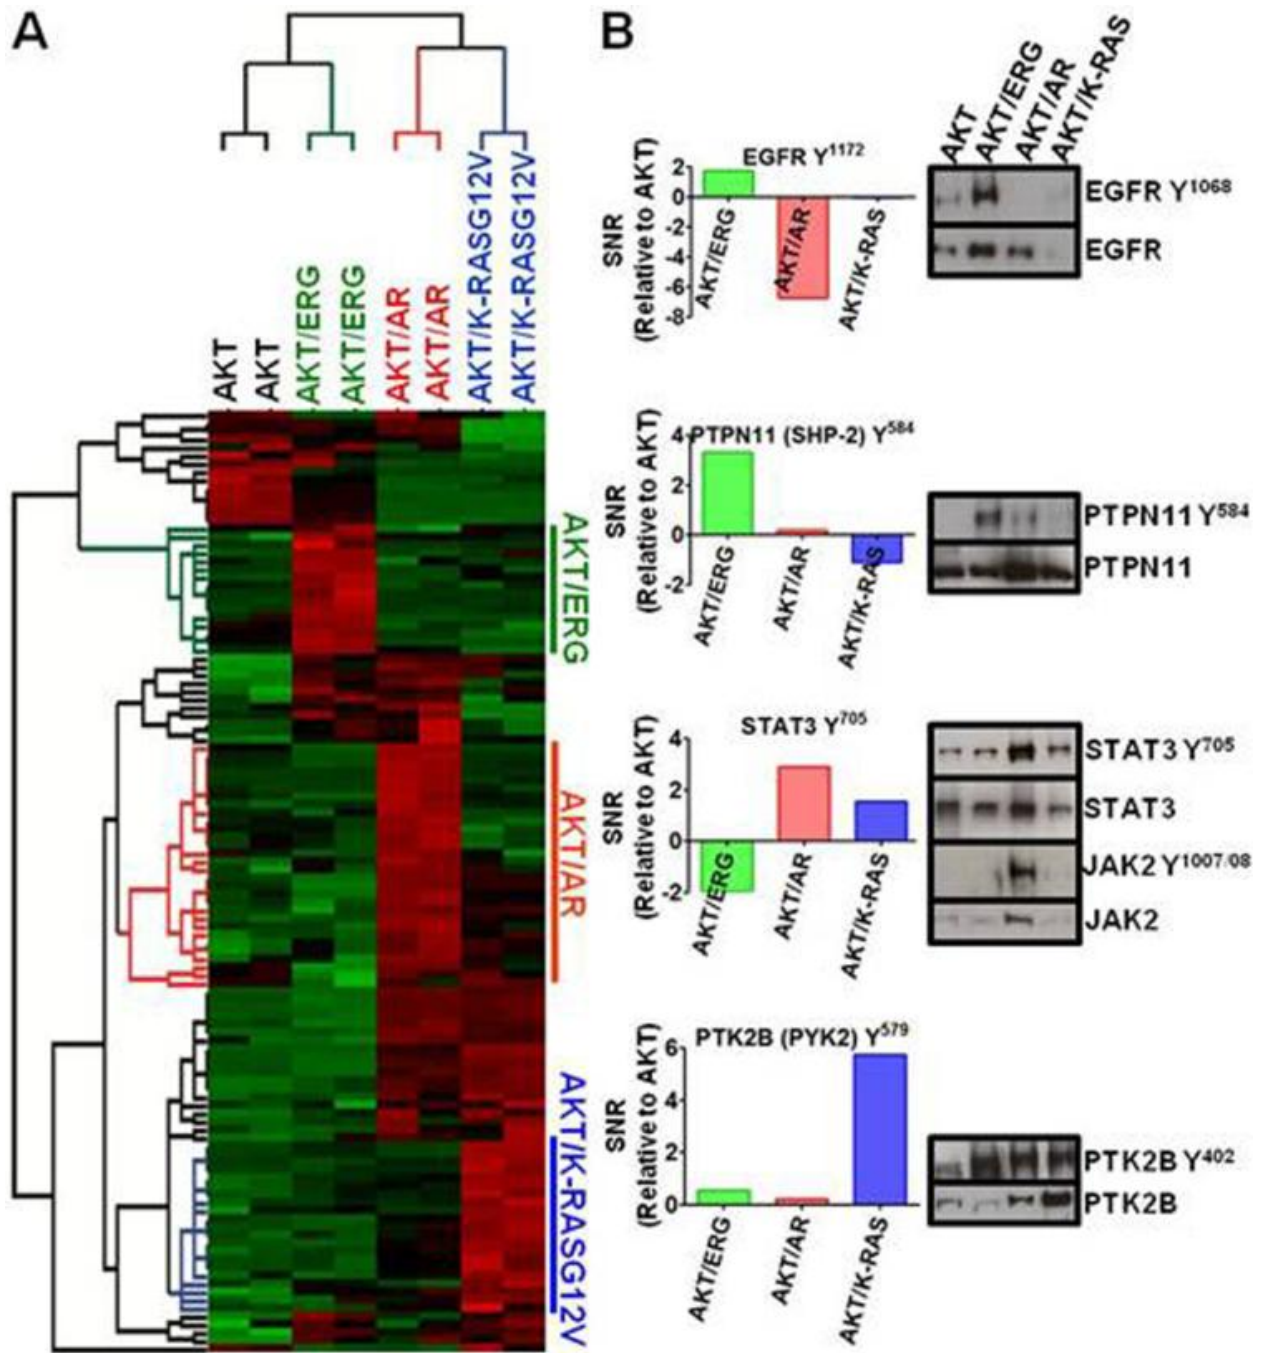 A
AKT
AKT
AKT/ERG
AKT/ERG
AKT/AR
AKT/AR
AKT/K-RASG12V
AKT/K-RASG12V
AKT/ERG
AKT/AR
AKT/K-RASG12V
B
AKT
AKT/ERG
AKT/AR
AKT/K-RAS
EGFR Y1172
SNR
(Relative to AKT)
2
0
-2
-4
-6
-8
AKT/ERG
AKT/AR
AKT/K-RAS
EGFR Y1068
EGFR
PTPN11 (SHP-2) Y584
SNR
(Relative to AKT)
4
2
0
-2
AKT/ERG
AKT/AR
AKT/K-RAS
PTPN11 Y584
PTPN11
STAT3 Y705
SNR
(Relative to AKT)
4
2
0
-2
AKT/ERG
AKT/AR
AKT/K-RAS
STAT3 Y705
STAT3
JAK2 Y1007/08
JAK2
PTK2B (PYK2) Y579
SNR
(Relative to AKT)
6
4
2
0
AKT/ERG
AKT/AR
AKT/K-RAS
PTK2B Y402
PTK2B